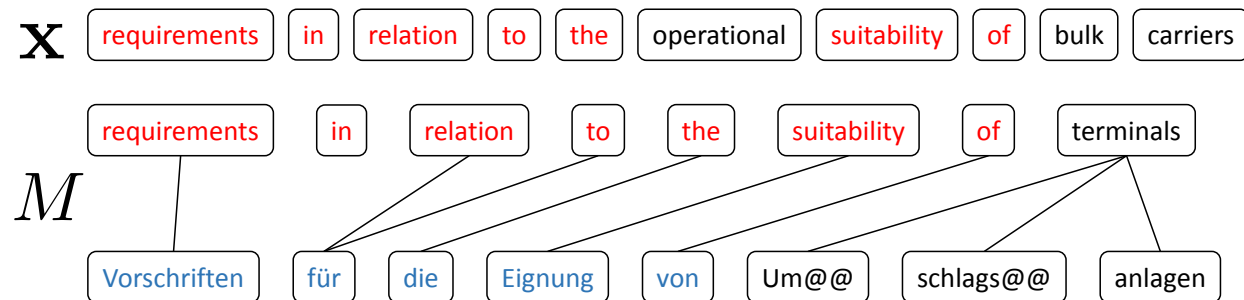 x requirements in relation to the operational suitability of bulk carriers
requirements in relation to the suitability of terminals
M
Vorschriften für die Eignung von Um@@ schlags@@ anlagen